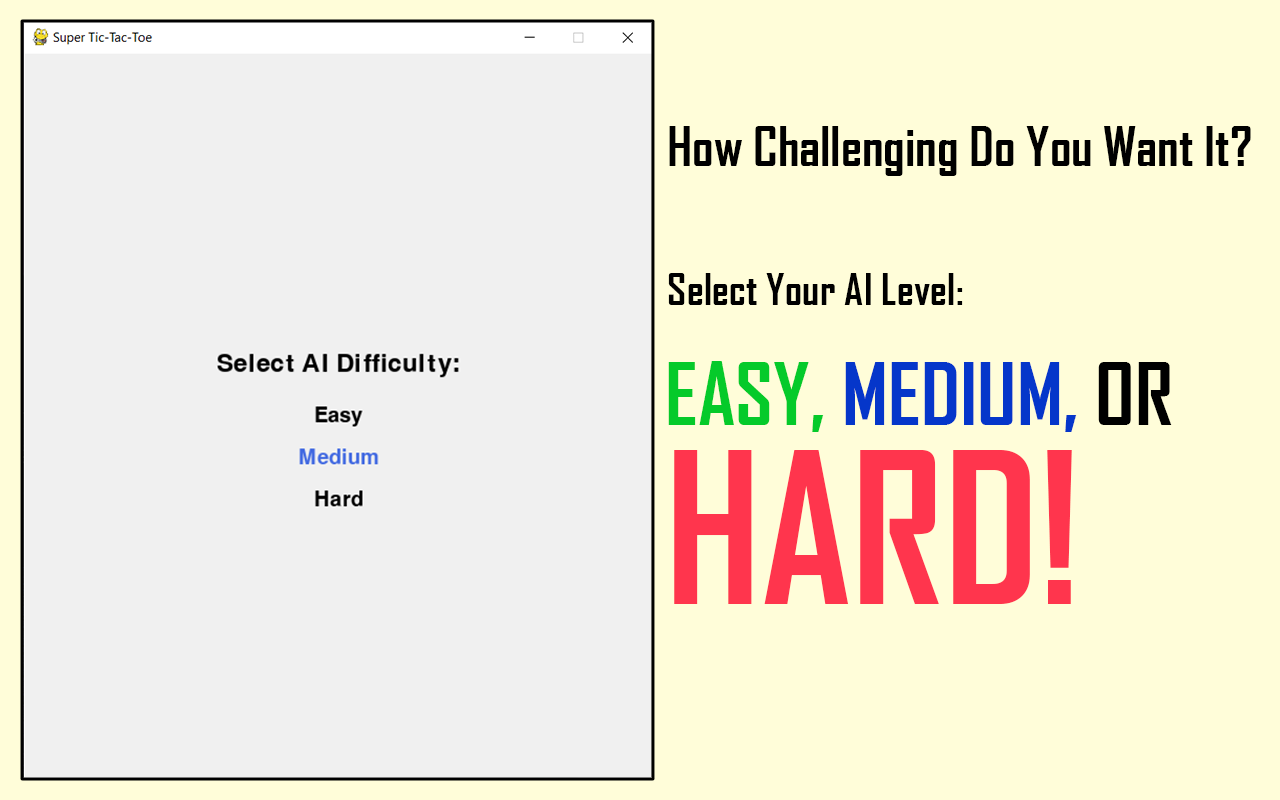 Super Tic-Tac-Toe
Select AI Difficulty:
Easy
Medium
Hard
How Challenging Do You Want It?
Select Your AI Level:
EASY, MEDIUM, OR
HARD!